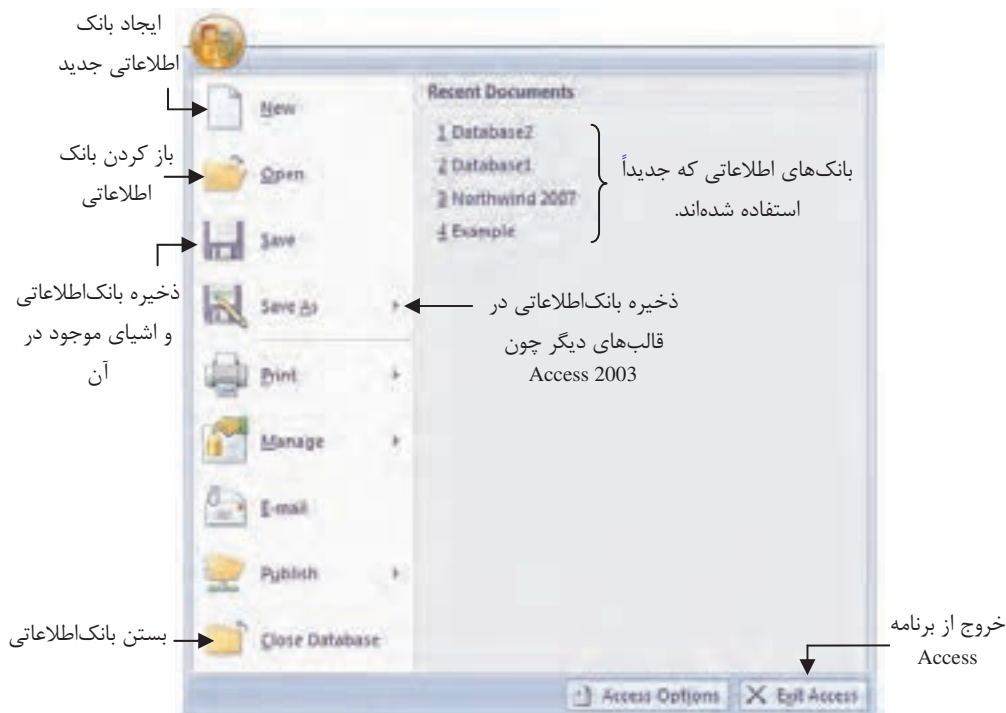 ایجاد بانک
اطلاعاتی جدید
باز کردن بانک
اطلاعاتی
ذخیره بانک‌اطلاعاتی
و اشیای موجود در
آن
بستن بانک‌اطلاعاتی
New
Open
Save
Save As
Print
Manage
E-mail
Publish
Close Database
Recent Documents
1 Database2
2 Database1
3 Northwind 2007
4 Example
بانک‌های اطلاعاتی که جدیداً
استفاده شده‌اند.
ذخیره بانک‌اطلاعاتی در
قالب‌های دیگر چون
Access 2003
خروج از برنامه
Access
Access Options
Exit Access